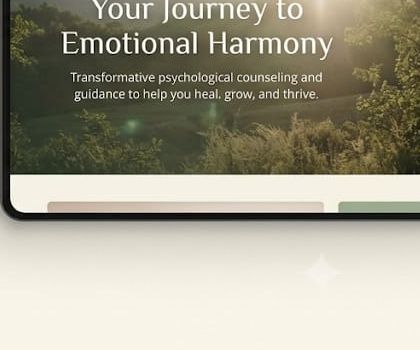 Your Journey to
Emotional Harmony
Transformative psychological counseling and
guidance to help you heal, grow, and thrive.